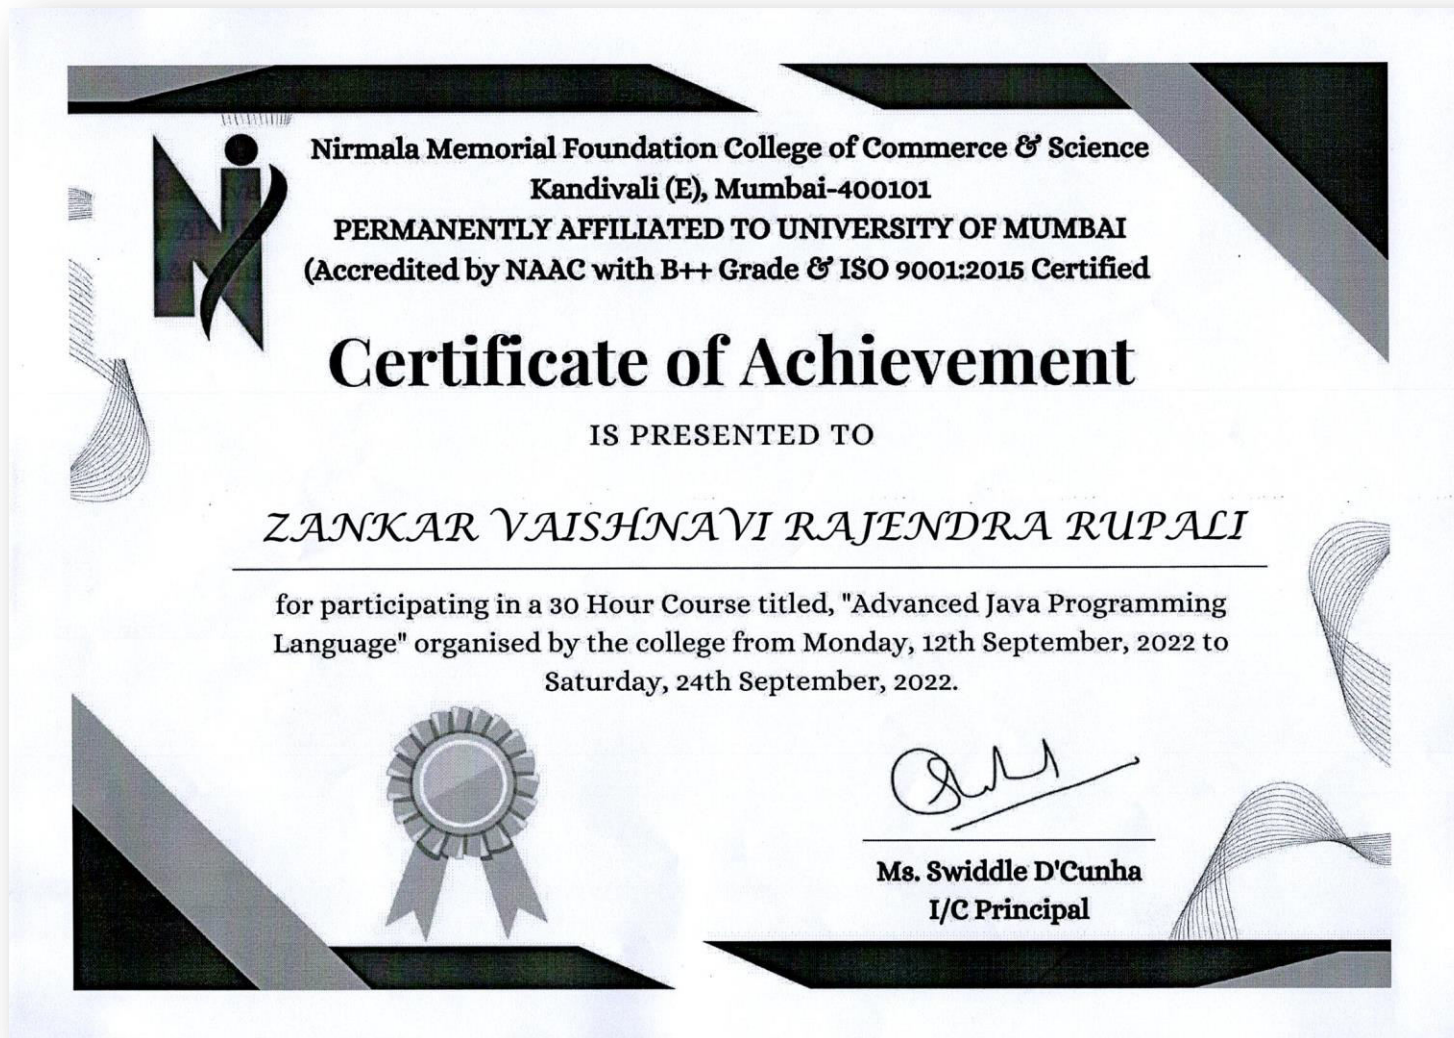 Nirmala Memorial Foundation College of Commerce & Science
Kandivali (E), Mumbai-400101
PERMANENTLY AFFILIATED TO UNIVERSITY OF MUMBAI
(Accredited by NAAC with B++ Grade & ISO 9001:2015 Certified
Certificate of Achievement
IS PRESENTED TO
ZANKAR VAISHNAVI RAJENDRA RUPALI
for participating in a 30 Hour Course titled, "Advanced Java Programming
Language" organised by the college from Monday, 12th September, 2022 to
Saturday, 24th September, 2022.
Ms. Swiddle D'Cunha
I/C Principal